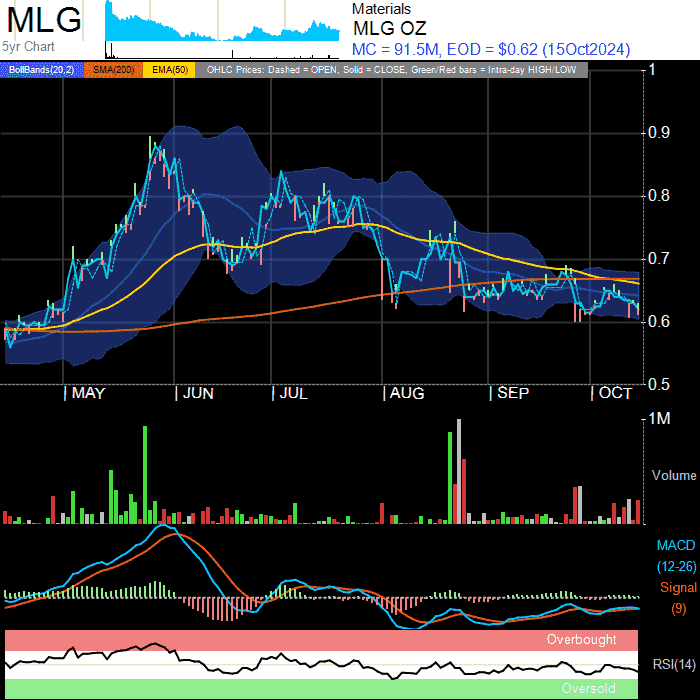 MLG
5yr Chart
Materials
MLG OZ
MC = 91.5M, EOD = $0.62 (15Oct2024)
BollBands(20,2) SMA(200) EMA(50) OHLC Prices: Dashed = OPEN, Solid = CLOSE, Green/Red bars = Intra-day HIGH/LOW
1
0.9
0.8
0.7
0.6
0.5
| MAY | JUN | JUL | AUG | SEP | OCT
1M
Volume
MACD
(12-26)
Signal
(9)
Overbought
RSI(14)
Oversold